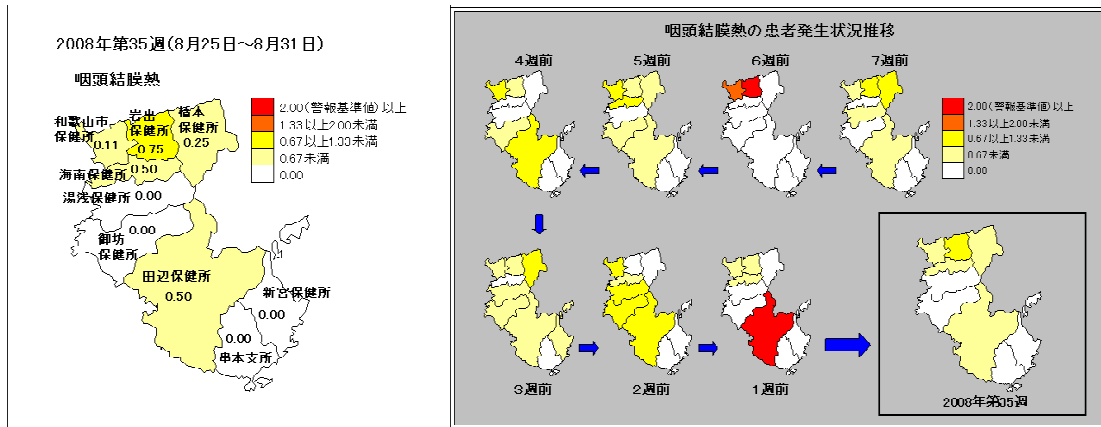 2008年第35週(8月25日～8月31日)
咽頭結膜熱
和歌山市
保健所
0.11
岩出
保健所
0.75
橋本
保健所
0.25
海南保健所
0.50
湯浅保健所
0.00
御坊
保健所
0.00
田辺保健所
0.50
新宮保健所
0.00
0.00
串本支所
2.00(警報基準値)以上
1.33以上2.00未満
0.67以上1.33未満
0.67未満
0.00
咽頭結膜熱の患者発生状況推移
4週前
5週前
6週前
7週前
2.00(警報基準値)以上
1.33以上2.00未満
0.67以上1.33未満
0.67未満
0.00
3週前
2週前
1週前
2008年第35週